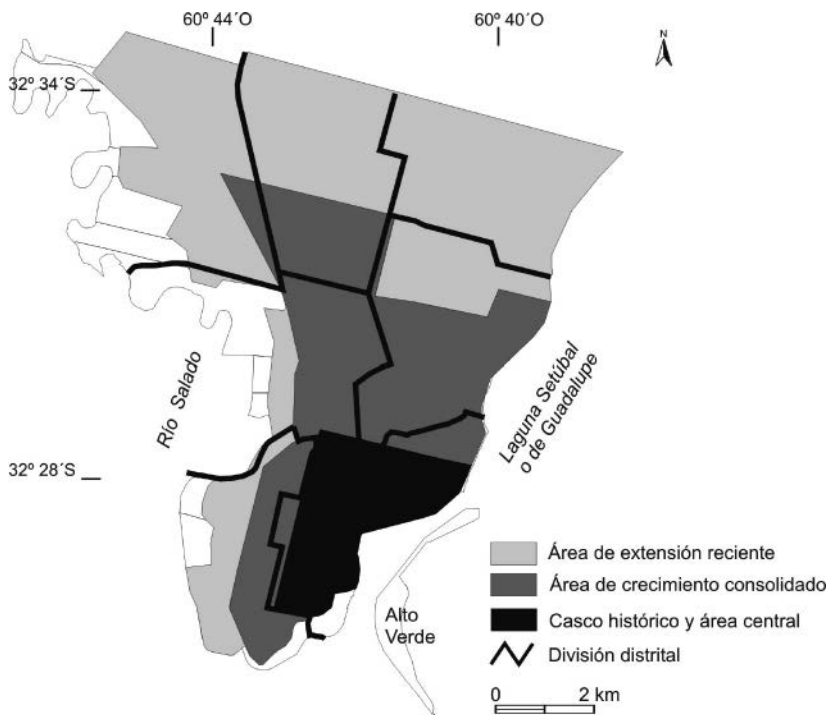 60º 44´O
60º 40´O
N
32º 34´S
Río Salado
Laguna Setúbal
o de Guadalupe
32º 28´S
Alto
Verde
Área de extensión reciente
Área de crecimiento consolidado
Casco histórico y área central
División distrital
0 2 km